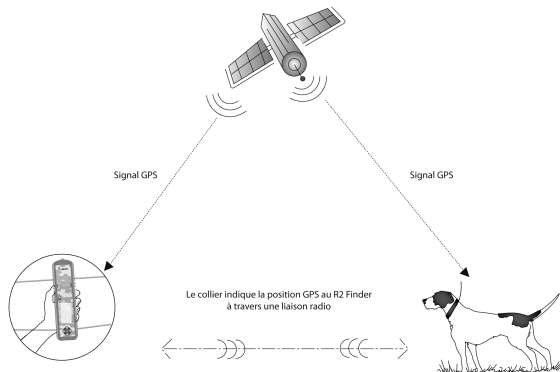 Signal GPS
Signal GPS
Le collier indique la position GPS au R2 Finder
à travers une liaison radio